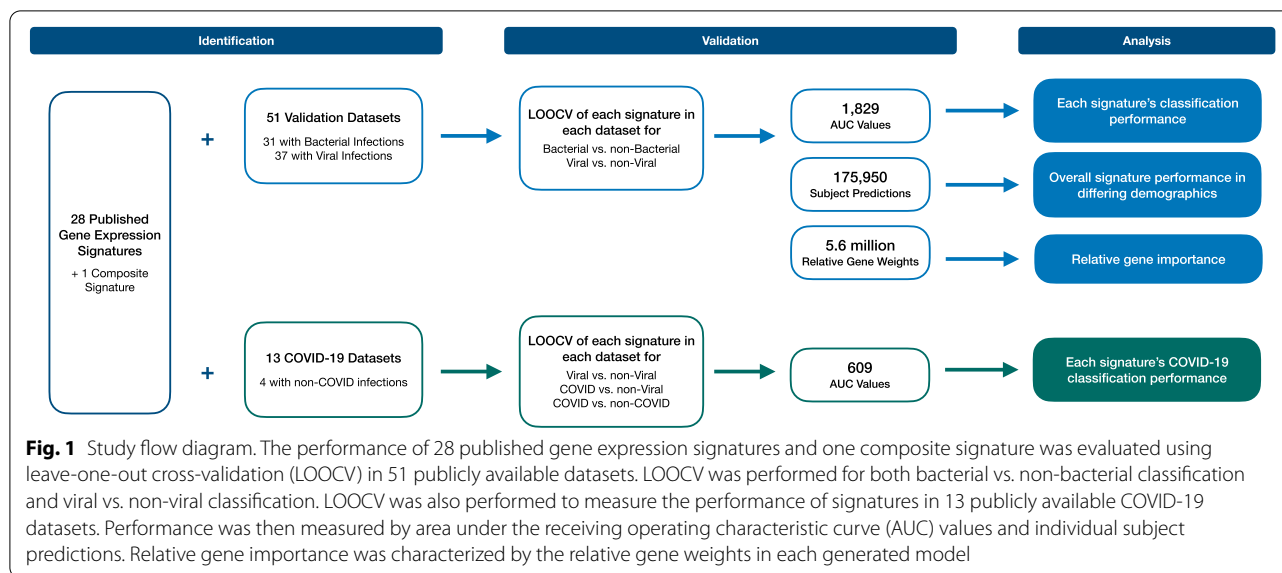 Identification
Validation
Analysis
28 Published
Gene Expression
Signatures
+ 1 Composite
Signature
+
51 Validation Datasets
31 with Bacterial Infections
37 with Viral Infections
LOOCV of each signature in
each dataset for
Bacterial vs. non-Bacterial
Viral vs. non-Viral
1,829
AUC Values
Each signature's classification
performance
175,950
Subject Predictions
Overall signature performance in
differing demographics
5.6 million
Relative Gene Weights
Relative gene importance
+
13 COVID-19 Datasets
4 with non-COVID infections
LOOCV of each signature in
each dataset for
Viral vs. non-Viral
COVID vs. non-Viral
COVID vs. non-COVID
609
AUC Values
Each signature's COVID-19
classification performance
Fig. 1 Study flow diagram. The performance of 28 published gene expression signatures and one composite signature was evaluated using
leave-one-out cross-validation (LOOCV) in 51 publicly available datasets. LOOCV was performed for both bacterial vs. non-bacterial classification
and viral vs. non-viral classification. LOOCV was also performed to measure the performance of signatures in 13 publicly available COVID-19
datasets. Performance was then measured by area under the receiving operating characteristic curve (AUC) values and individual subject
predictions. Relative gene importance was characterized by the relative gene weights in each generated model